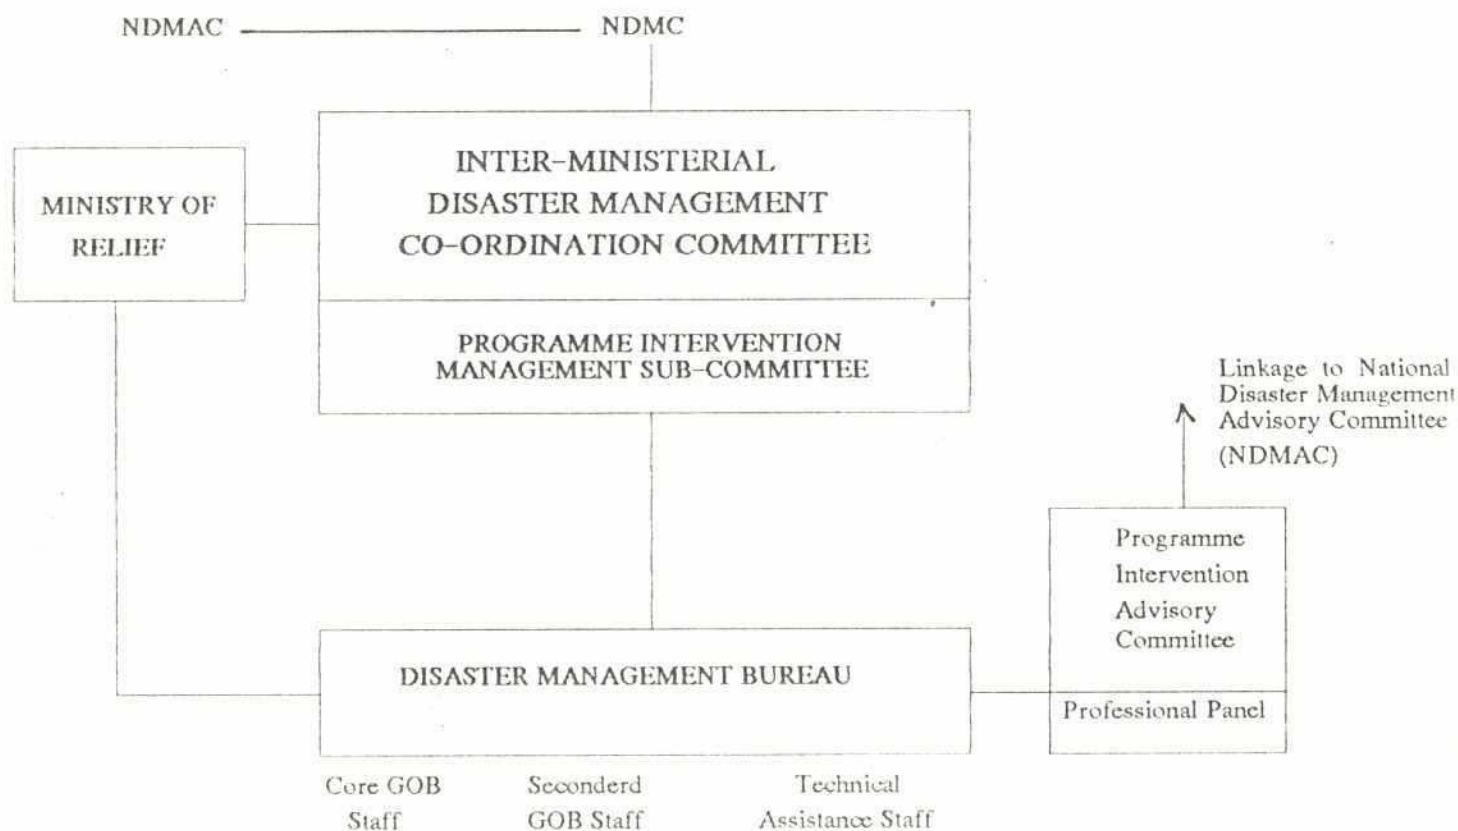 NDMAC NDMC
INTER-MINISTERIAL
DISASTER MANAGEMENT
CO-ORDINATION COMMITTEE
MINISTRY OF
RELIEF
PROGRAMME INTERVENTION
MANAGEMENT SUB-COMMITTEE
Linkage to National
Disaster Management
Advisory Committee
(NDMAC)
Programme
Intervention
Advisory
Committee
Professional Panel
DISASTER MANAGEMENT BUREAU
Core GOB
Staff
Seconderd
GOB Staff
Technical
Assistance Staff